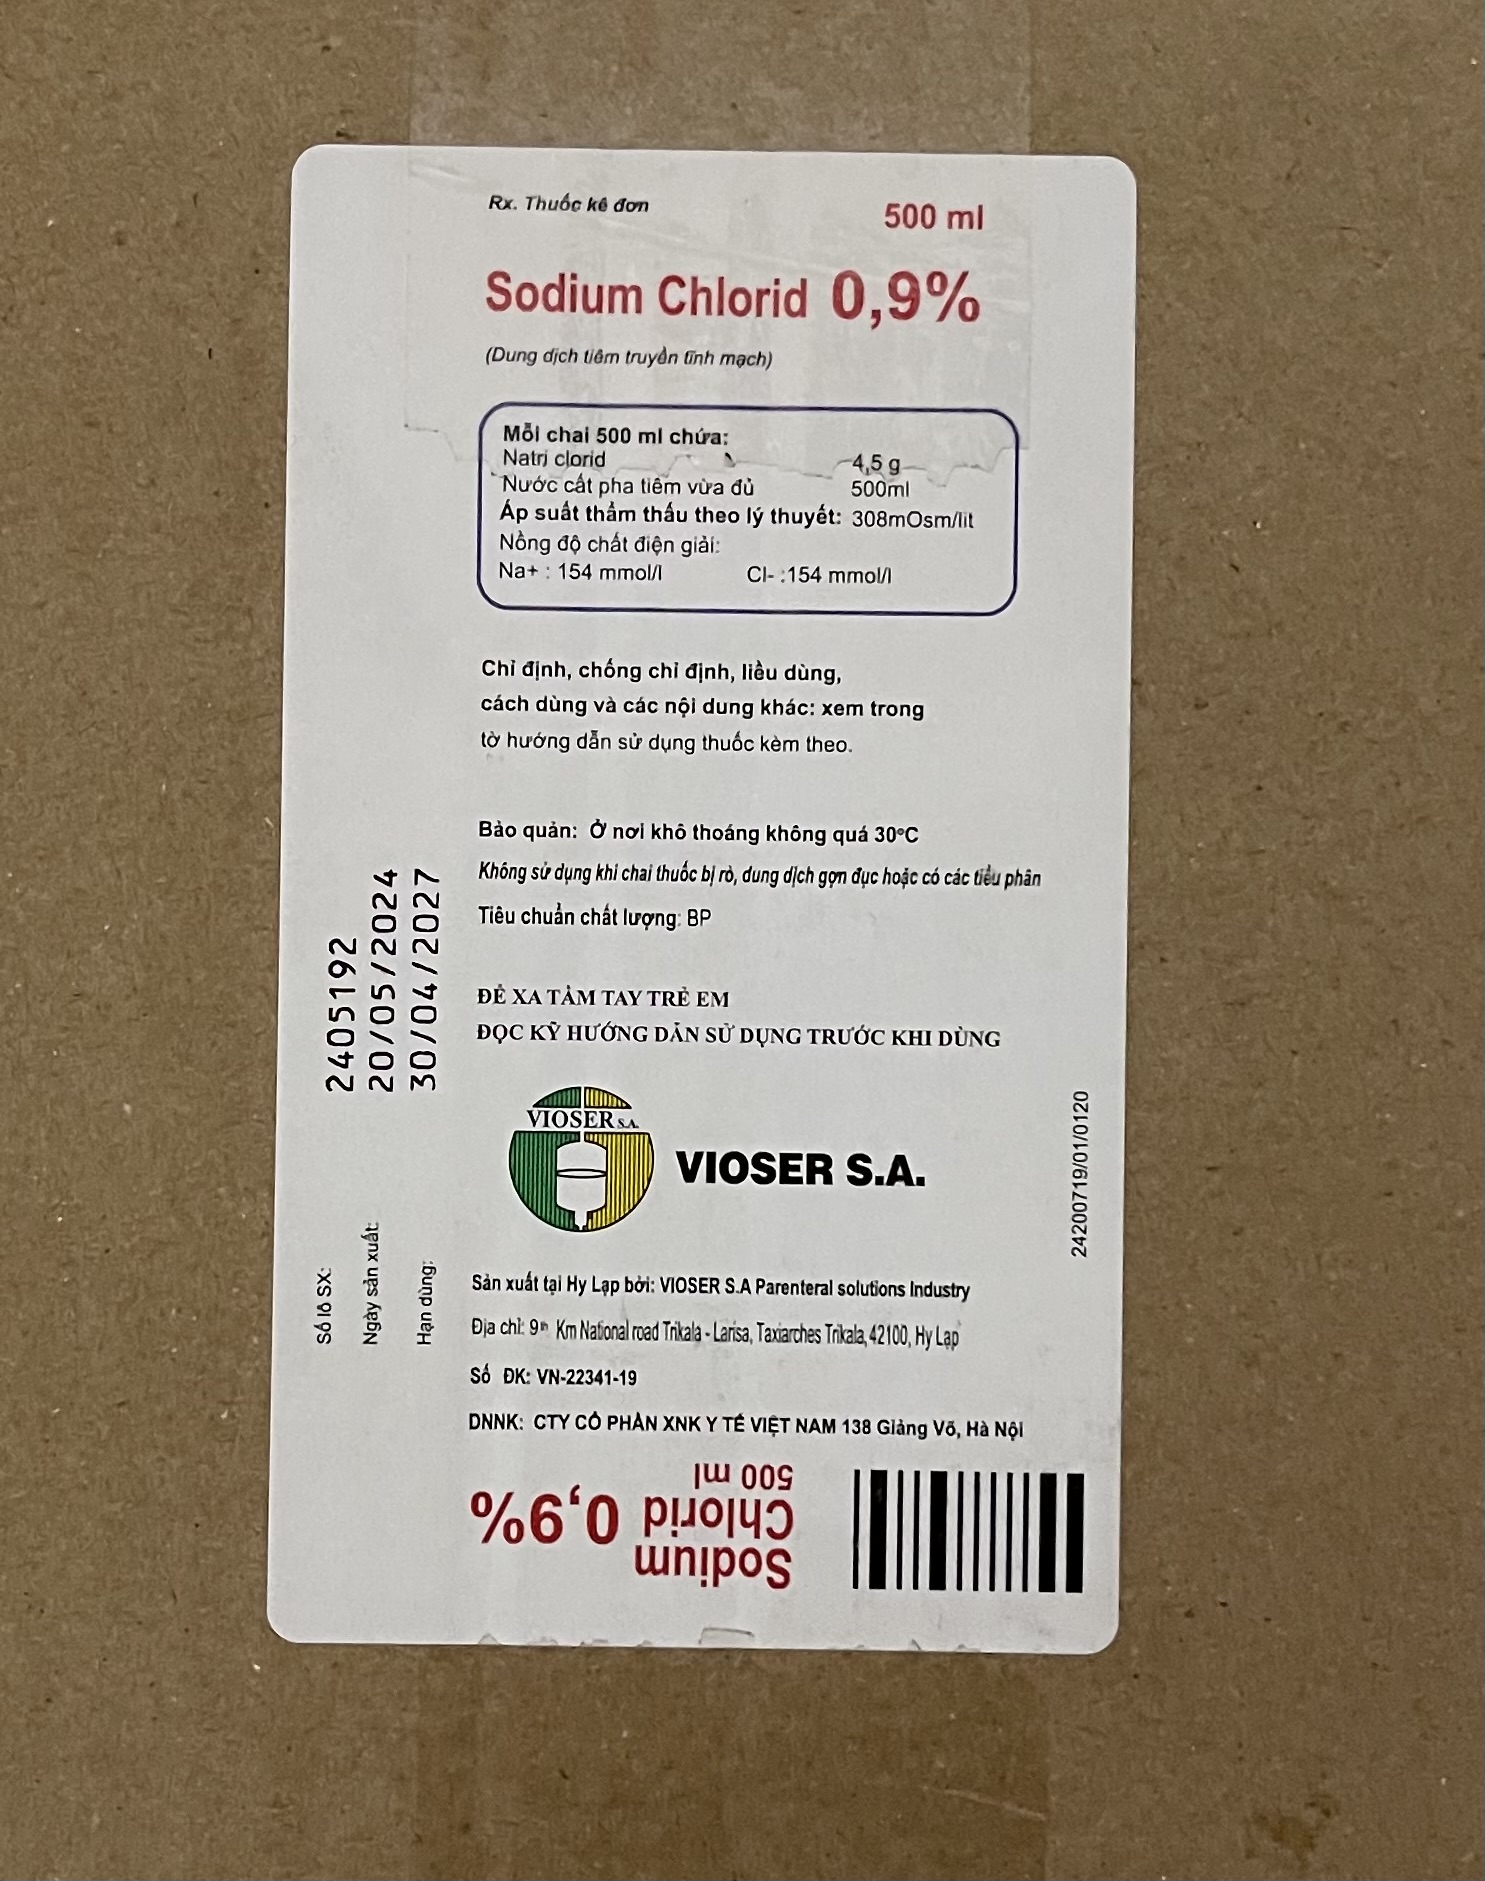 Rx. Thuốc kê đơn
500 ml
Sodium Chlorid 0,9%
(Dung dịch tiêm truyền tĩnh mạch)
Mỗi chai 500 ml chứa:
Natri clorid 4,5 g
Nước cất pha tiêm vừa đủ 500ml
Áp suất thẩm thấu theo lý thuyết: 308mOsm/lit
Nồng độ chất điện giải:
Na+ : 154 mmol/l Cl- :154 mmol/l
Chỉ định, chống chỉ định, liều dùng,
cách dùng và các nội dung khác: xem trong
tờ hướng dẫn sử dụng thuốc kèm theo.
Bảo quản: Ở nơi khô thoáng không quá 30°C
Không sử dụng khi chai thuốc bị rò, dung dịch gợn đục hoặc có các tiểu phân
Tiêu chuẩn chất lượng: BP
ĐỂ XA TẦM TAY TRẺ EM
ĐỌC KỸ HƯỚNG DẪN SỬ DỤNG TRƯỚC KHI DÙNG
VIOSER S.A.
VIOSER S.A.
Sản xuất tại Hy Lạp bởi: VIOSER S.A Parenteral solutions Industry
Địa chỉ: 9th Km National road Trikala - Larisa, Taxiarches Trikala, 42100, Hy Lạp
Số ĐK: VN-22341-19
DNNK: CTY CỔ PHẦN XNK Y TẾ VIỆT NAM 138 Giảng Võ, Hà Nội
Sodium
Chlorid 0,9%
500 ml
Số lô SX: 2405192
Ngày sản xuất: 20/05/2024
Hạn dùng: 30/04/2027
24200719/01/0120